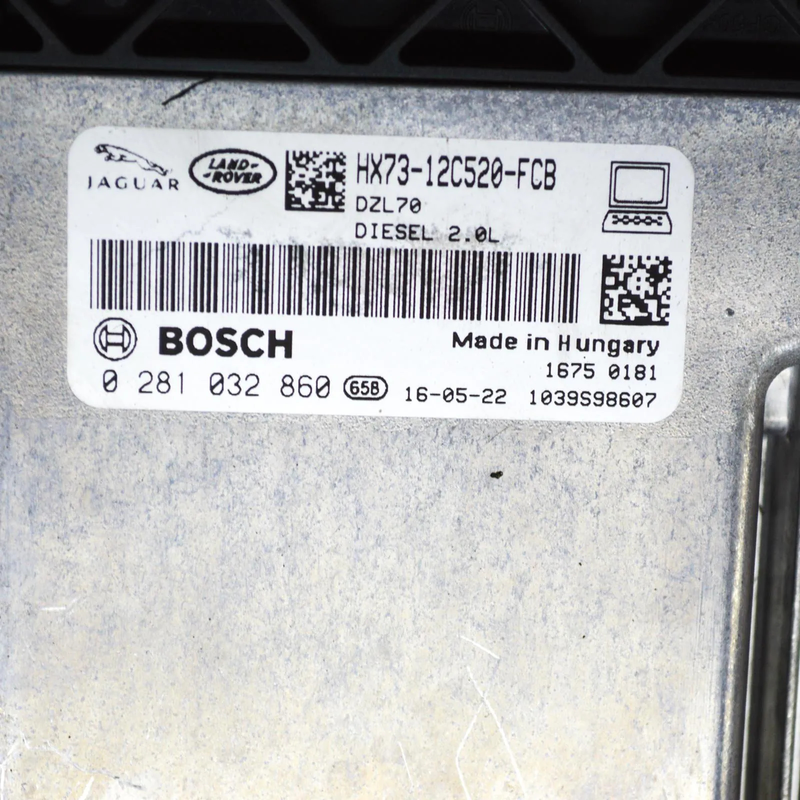 JAGUAR
LAND-
-ROVER
HX73-12C520-FCB
DZL70
DIESEL 2.0L
BOSCH
Made in Hungary
1675 0181
0 281 032 860 65B 16-05-22 1039S98607